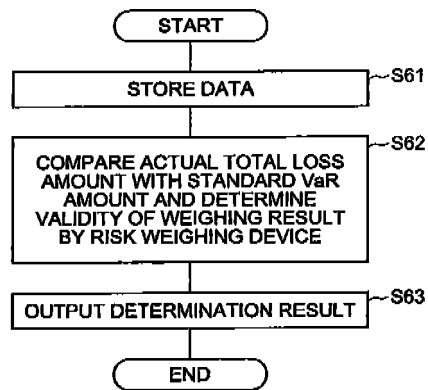 START
STORE DATA
S61
COMPARE ACTUAL TOTAL LOSS
AMOUNT WITH STANDARD VaR
AMOUNT AND DETERMINE
VALIDITY OF WEIGHING RESULT
BY RISK WEIGHING DEVICE
S62
OUTPUT DETERMINATION RESULT
S63
END